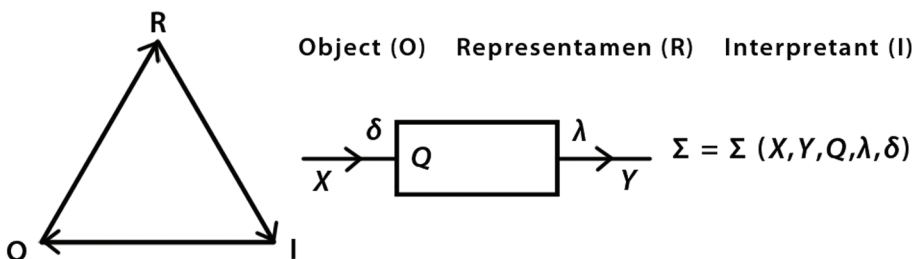 R
Object (O) Representamen (R) Interpretant (I)
δ λ
Q
Σ = Σ (X,Y,Q,λ,δ)
X Y
O I